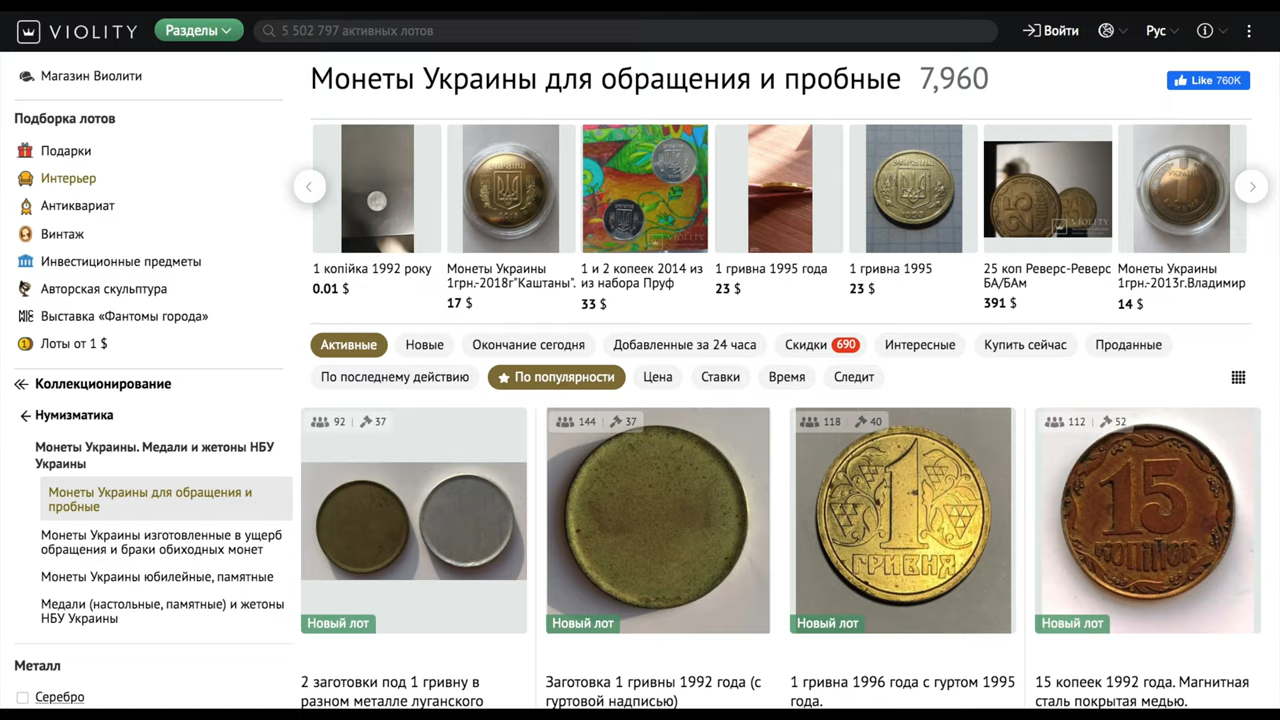 VIOLITY
Разделы
5 502 797 активных лотов
Войти
Рус
Магазин Виолити
Подборка лотов
Подарки
Интерьер
Антиквариат
Винтаж
Инвестиционные предметы
Авторская скульптура
Выставка «Фантомы города»
Лоты от 1 $
Коллекционирование
Нумизматика
Монеты Украины. Медали и жетоны НБУ
Украины
Монеты Украины для обращения и
пробные
Монеты Украины изготовленные в ущерб
обращения и браки обиходных монет
Монеты Украины юбилейные, памятные
Медали (настольные, памятные) и жетоны
НБУ Украины
Металл
Серебро
Монеты Украины для обращения и пробные 7,960
Like 760K
1 копійка 1992 року
0.01 $
Монеты Украины
1грн.-2018г"Каштаны".
17 $
1 и 2 копеек 2014 из
из набора Пруф
33 $
1 гривна 1995 года
23 $
1 гривна 1995
23 $
25 коп Реверс-Реверс
БА/БАм
391 $
Монеты Украины
1грн.-2013г.Владимир
14 $
Активные
Новые
Окончание сегодня
Добавленные за 24 часа
Скидки 690
Интересные
Купить сейчас
Проданные
По последнему действию
По популярности
Цена
Ставки
Время
Следит
92 37
Новый лот
2 заготовки под 1 гривну в
разном металле луганского
144 37
Новый лот
Заготовка 1 гривны 1992 года (с
гуртовой надписью)
118 40
1
ГРИВНЯ
Новый лот
1 гривна 1996 года с гуртом 1995
года.
112 52
15
КОПІЙОК
Новый лот
15 копеек 1992 года. Магнитная
сталь покрытая медью.